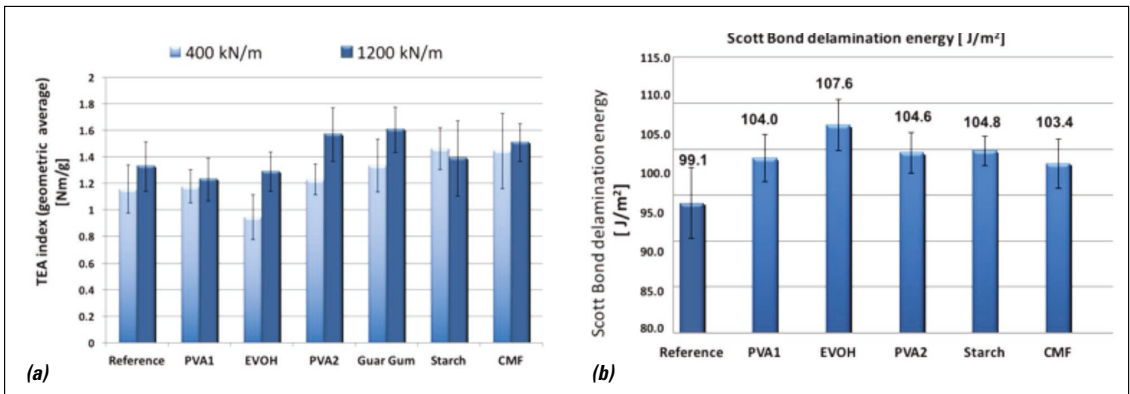 400 kN/m 1200 kN/m
TEA index (geometric average)
[Nm/g]
2
1.8
1.6
1.4
1.2
1
0.8
0.6
0.4
0.2
0
Reference PVA1 EVOH PVA2 Guar Gum Starch CMF
(a)
Scott Bond delamination energy [ J/m²]
Scott Bond delamination energy
[ J/m²]
115.0
110.0
105.0
100.0
95.0
90.0
85.0
80.0
99.1
104.0
107.6
104.6
104.8
103.4
Reference PVA1 EVOH PVA2 Starch CMF
(b)